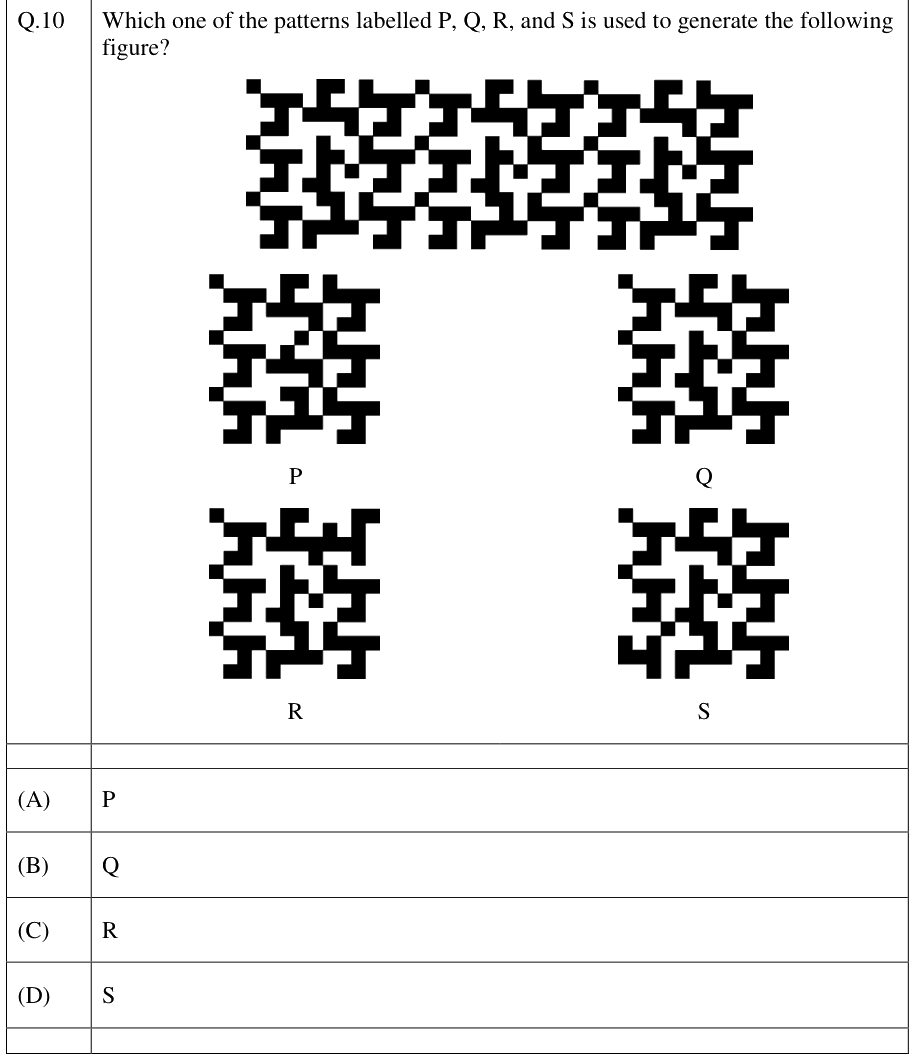 Q.10
Which one of the patterns labelled P, Q, R, and S is used to generate the following
figure?
P
Q
R
S
(A)
P
(B)
Q
(C)
R
(D)
S